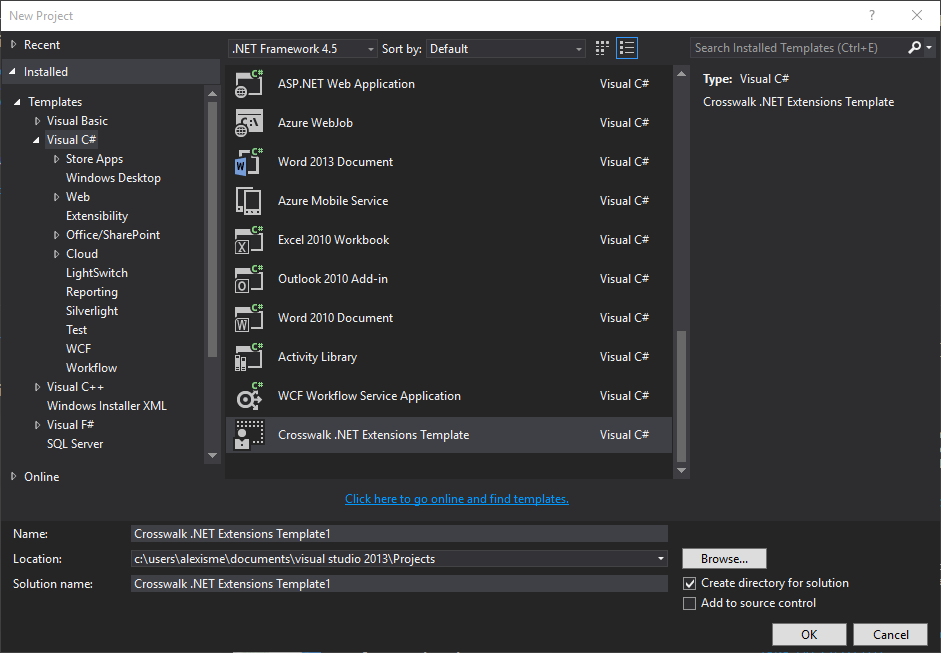 New Project
?
Recent
.NET Framework 4.5
Sort by:
Default
Search Installed Templates (Ctrl+E)
Installed
Templates
Visual Basic
Visual C#
Store Apps
Windows Desktop
Web
Extensibility
Office/SharePoint
Cloud
LightSwitch
Reporting
Silverlight
Test
WCF
Workflow
Visual C++
Windows Installer XML
Visual F#
SQL Server
Online
ASP.NET Web Application Visual C#
Azure WebJob Visual C#
Word 2013 Document Visual C#
Azure Mobile Service Visual C#
Excel 2010 Workbook Visual C#
Outlook 2010 Add-in Visual C#
Word 2010 Document Visual C#
Activity Library Visual C#
WCF Workflow Service Application Visual C#
Crosswalk .NET Extensions Template Visual C#
Type: Visual C#
Crosswalk .NET Extensions Template
Click here to go online and find templates.
Name: Crosswalk .NET Extensions Template1
Location: c:\users\alexisme\documents\visual studio 2013\Projects
Browse...
Solution name: Crosswalk .NET Extensions Template1
Create directory for solution
Add to source control
OK
Cancel